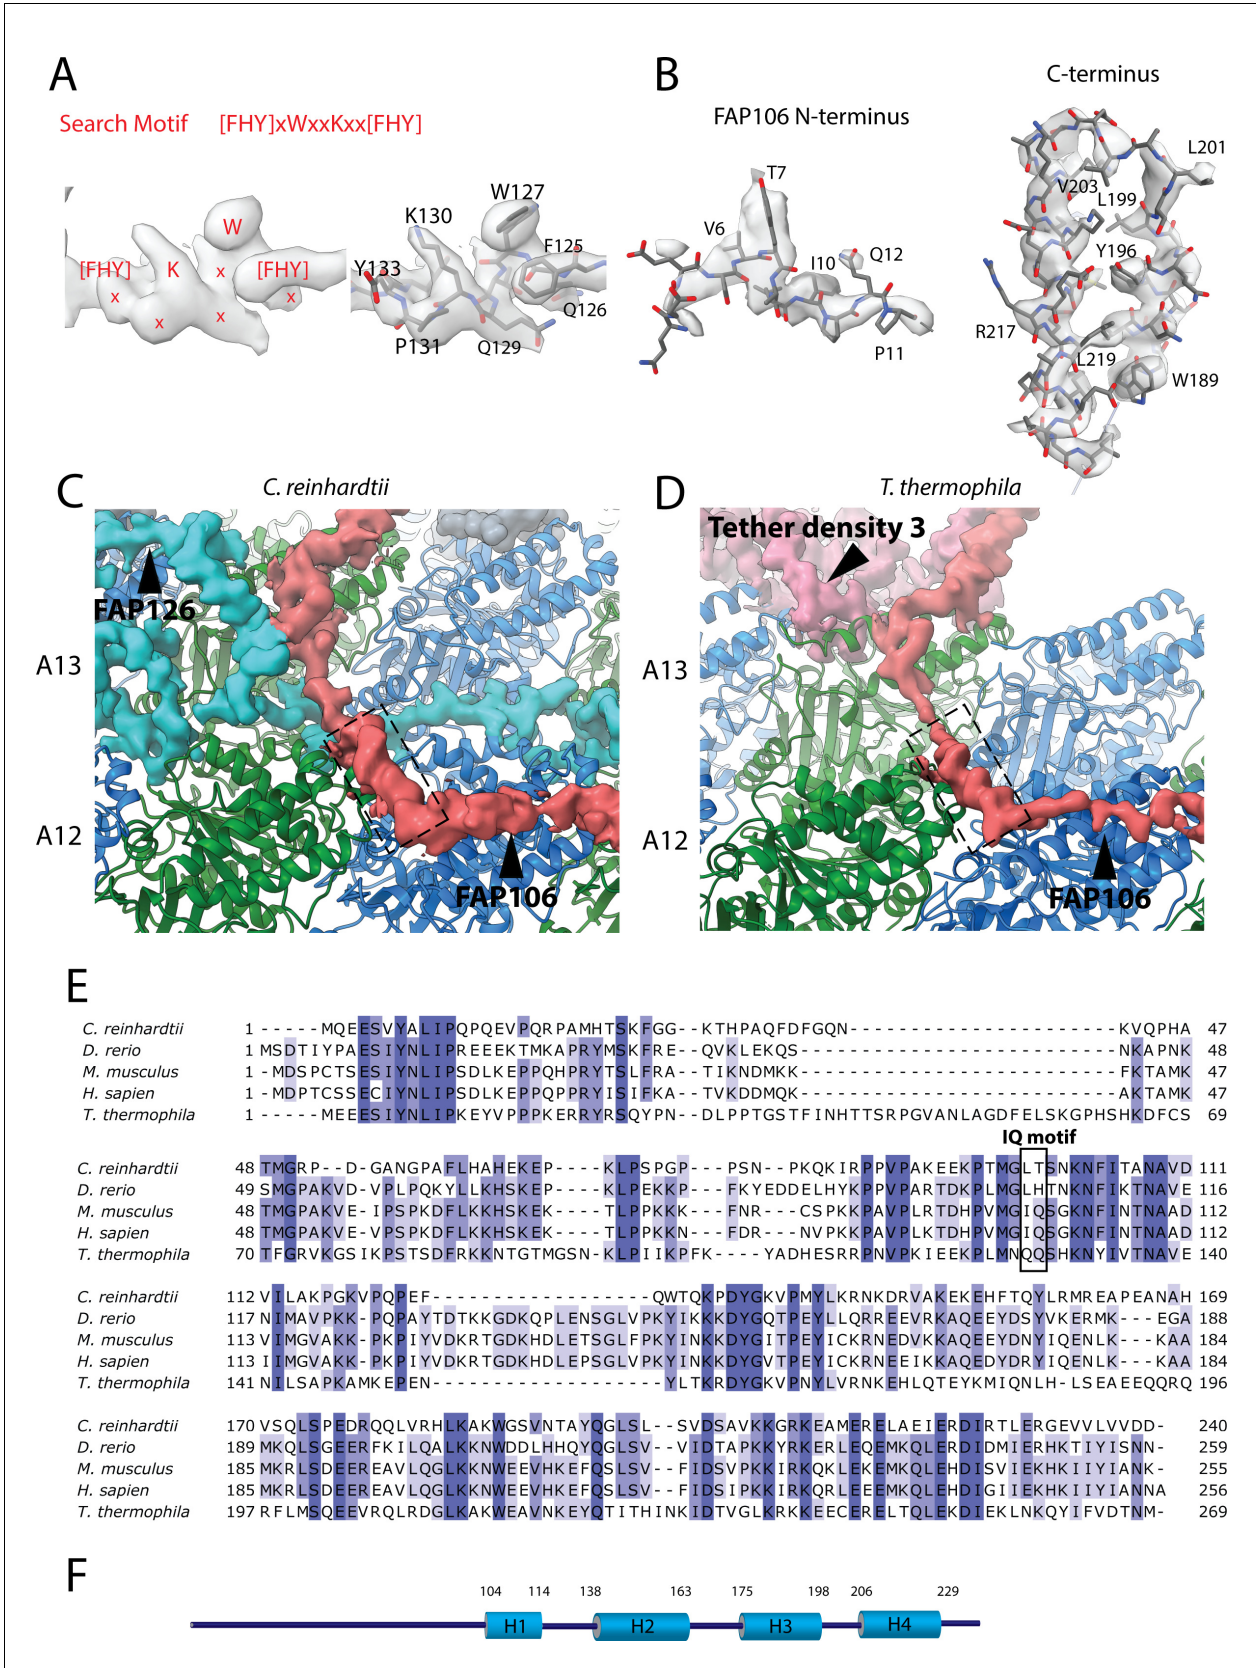 A
Search Motif [FHY]xWxxKxx[FHY]
W
[FHY] K x [FHY]
x x
x x
W127
K130
F125
Y133
Q126
P131 Q129
B
FAP106 N-terminus
T7
V6
Q12
I10
P11
C-terminus
L201
V203
L199
Y196
R217
L219
W189
C
C. reinhardtii
FAP126
A13
A12
FAP106
D
T. thermophila
Tether density 3
A13
A12
FAP106
E
C. reinhardtii 1 -----MQEESVYALIPQPQEVPQRPAMHTSKFGG--KTHPAQFDFGQN----------------------KVQPHA 47
D. rerio 1 MSDTIYPAESIYNLIPREEEKTMKAPRYMSKFRE--QVKLEKQS--------------------------NKAPNK 48
M. musculus 1 -MDSPCTSESIYNLIPSDLKEPPQHPRYTSLFRA--TIKNDMKK--------------------------FKTAMK 47
H. sapien 1 -MDPTCSSECIYNLIPSDLKEPPQPPRYISIFKA--TVKDDMQK--------------------------AKTAMK 47
T. thermophila 1 ---MEEESIYNLIPKEYVPPPKERRYRSQYPN--DLPPTGSTFINHTTSRPGVANLAGDFELSKGPHSHKDFCS 69
IQ motif
C. reinhardtii 48 TMGRP--D-GANGPAFLHAHEKEP----KLPSPGP---PSN--PKQKIRPPVPAKEEKPTMGLTSNKNFITANAVD 111
D. rerio 49 SMGPAKVD-VPLPQKYLLKHSKEP----KLPEKKP---FKYEDDELHYKKPVPARTDKPLMGLHTNKNFIKTNAVE 116
M. musculus 48 TMGPAKVE-IPSPKDFLKKHSKEK----TLPPKKK---FNR---CSPKKPAVPLRTDHPVMGIQSGKNFINTNAAD 112
H. sapien 48 TMGPAKVE-VPSPKDFLKKHSKEK----TLPPKKN---FDR---NVPKKPAVPLKTDHPVMGIQSGKNFINTNAAD 112
T. thermophila 70 TFGRVKGSIKPSTSDFRKKNTGTMGSN-KLPIIKPFK----YADHESRRPNVPKIEEKPLMNQQSHKNYIVTNAVE 140
C. reinhardtii 112 VILAKPGKVPQPEF------------------QWTQKPDYGKVPMYLKRNKDRVAKEKEHFTQYLRMREAPEANAH 169
D. rerio 117 NIMAVPKK-PQPAYTDTKKGDKQPLENSGLVPKYIKKKDYGQTPEYLLQRREEVRKAQEEYDSYVKERMK---EGA 188
M. musculus 113 VIMGVAKK-PKPIYVDKRTGDKHDLETSGLFPKYINKKDYGITPEYICKRNEDVKKAQEEYDNYIQENLK---KAA 184
H. sapien 113 IIMGVAKK-PKPIYVDKRTGDKHDLEPSGLVPKYINKKDYGVTPEYICKRNEEIKKAQEDYDRYIQENLK---KAA 184
T. thermophila 141 NILSAPKAMKEPEN-------------------YLTKRDYGKVPNYLVRNKEHLQTEYKMIQNLH-LSEAEEQQRQ 196
C. reinhardtii 170 VSQLSPEDRQQLVRHLKAKWGSVNTAYQGLSL--SVDSAVKKGRKEAMERELAEIERDIRTLERGEVVLVVDD- 240
D. rerio 189 MKQLSGEERFKILQALKKNWDDLHHQYQGLSV--VIDTAPKKYRKERLEQEMKQLERDIDMIERHKTIYISNN- 259
M. musculus 185 MKRLSDEEREAVLQGLKKNWEEVHKEFQSLSV--FIDSVPKKIRKQKLEKEMKQLEHDISVIEKHKIIYIANK- 255
H. sapien 185 MKRLSDEEREAVLQGLKKNWEEVHKEFQSLSV--FIDSIPKKIRKQRLEEEMKQLEHDIGIIEKHKIIYIANNA 256
T. thermophila 197 RFLMSQEEVRQLRDGLKAKWEAVNKEYQTITHINKIDTVGLKRKKEECERELTQLEKDIEKLNKQYIFVDTNM- 269
F
104 114 138 163 175 198 206 229
H1 H2 H3 H4